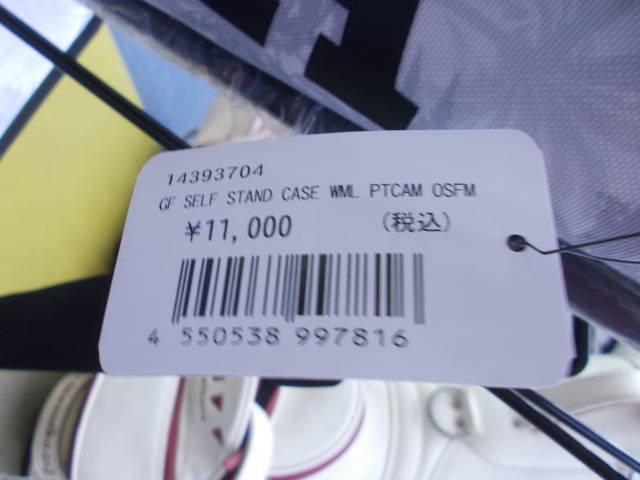 14393704
GF SELF STAND CASE WML PTCAM OSFM
¥11,000 (税込)
4 550538 997816